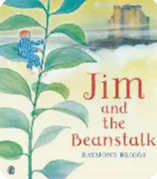 Jim
and the
Beanstalk
RAYMOND BRIGGS